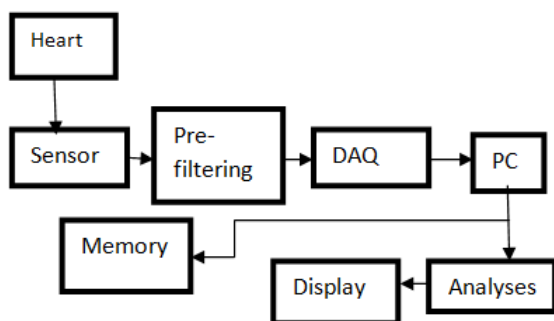 Heart
Sensor
Pre-
filtering
DAQ
PC
Memory
Display
Analyses